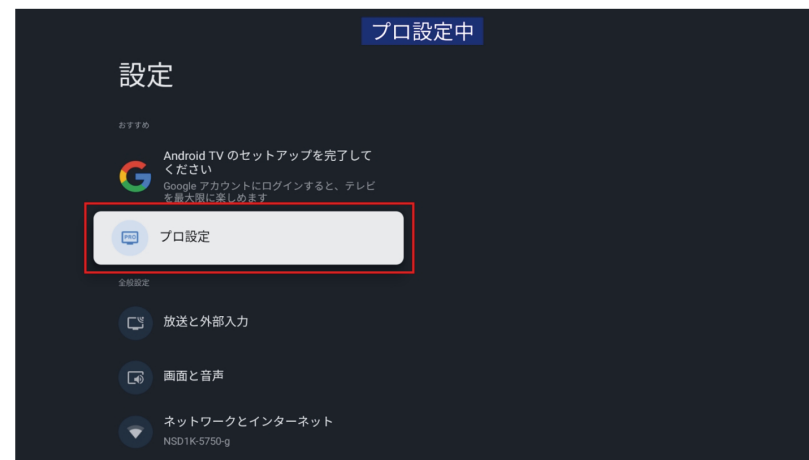 プロ設定中
設定
おすすめ
Android TV のセットアップを完了して
ください
Google アカウントにログインすると、テレビ
を最大限に楽しめます
PRO
プロ設定
全般設定
放送と外部入力
画面と音声
ネットワークとインターネット
NSD1K-5750-g